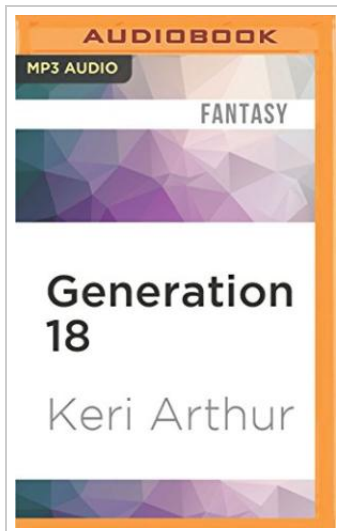 AUDIOBOOK
MP3 AUDIO
FANTASY
Generation
18
Keri Arthur